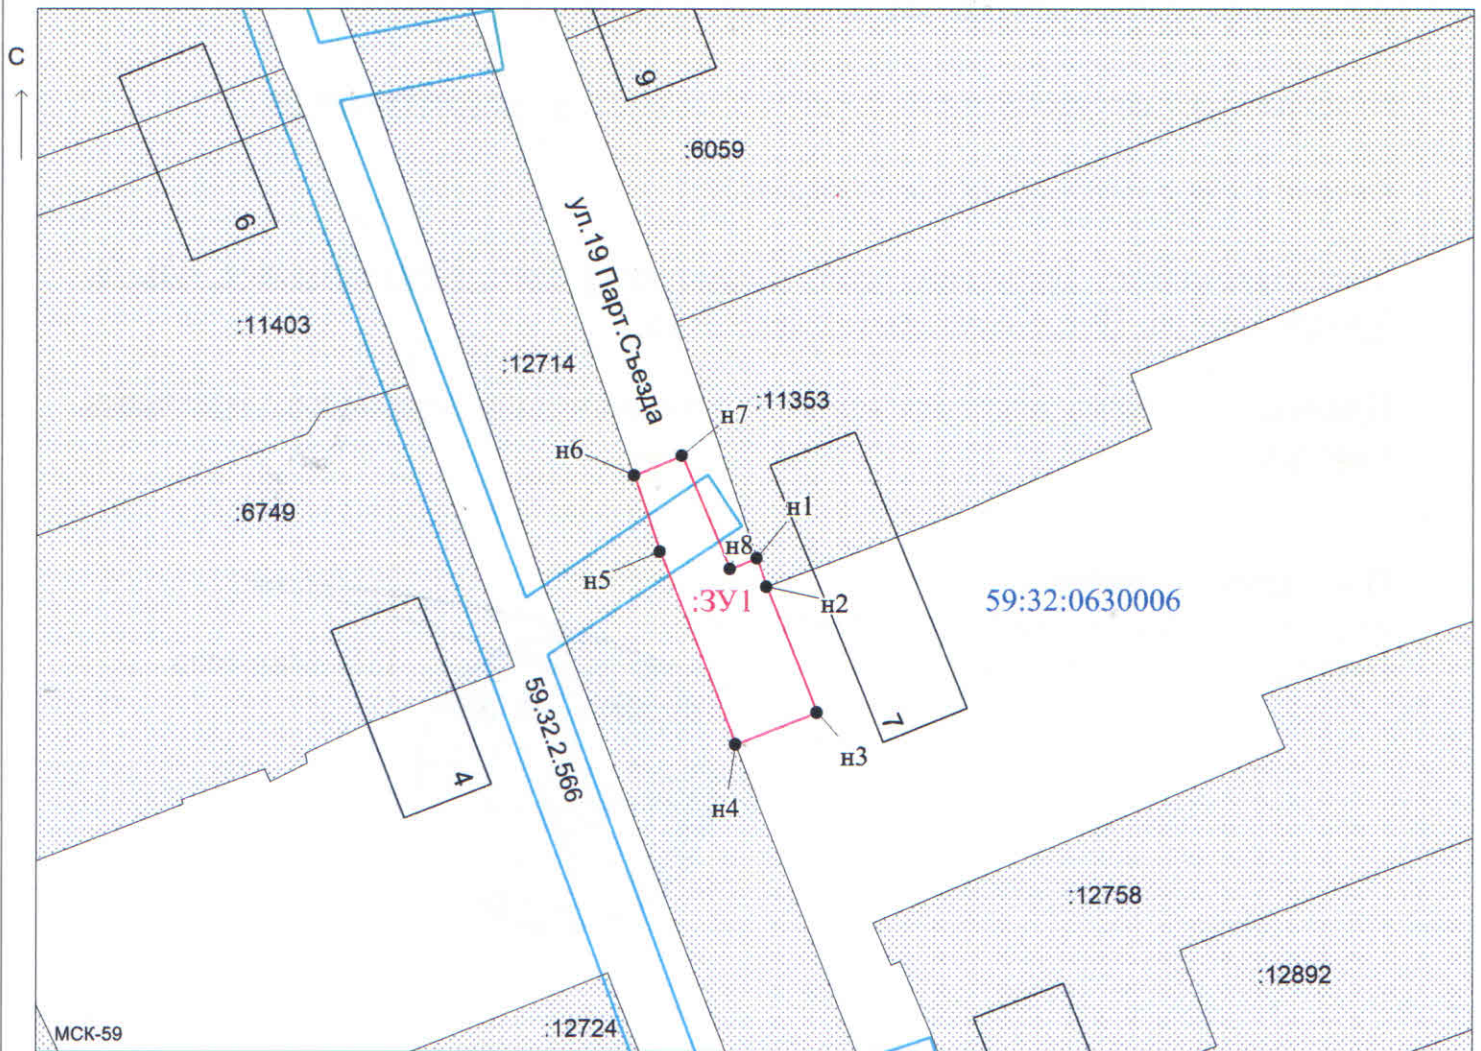 С
9
:6059
6
ул.19 Парт.Съезда
:11403
:12714
:11353
н7
н6
:6749
н1
н8
н5
:ЗУ1
н2
59:32:0630006
59.32.2.566
7
4
н3
н4
:12758
:12892
МСК-59
:12724